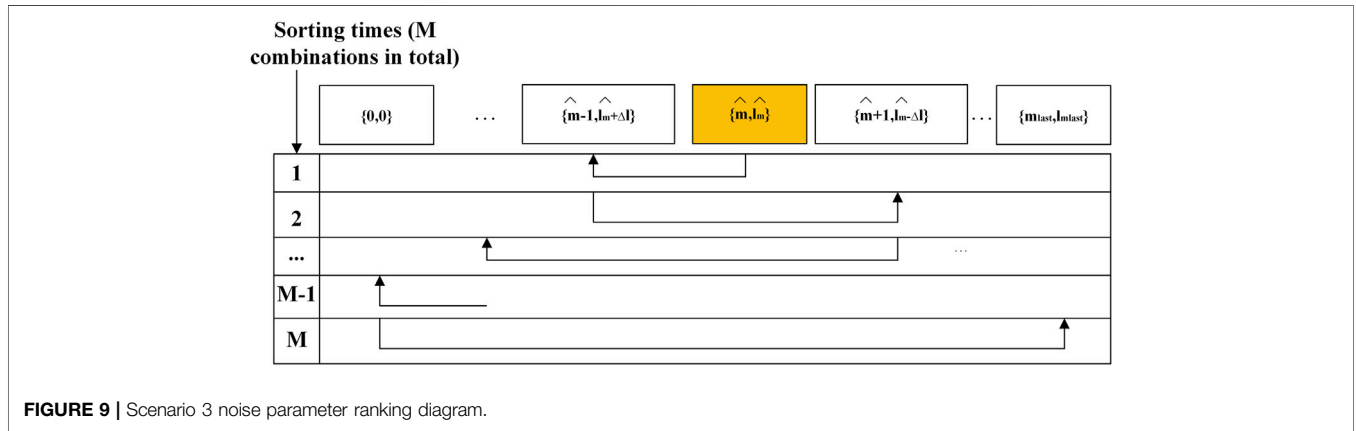 Sorting times (M
combinations in total)
{0,0} ... {m̂-1,l̂ₘ+Δl} {m̂,l̂ₘ} {m̂+1,l̂ₘ-Δl} ... {mlast,lmlast}
1
2
... ...
M-1
M
FIGURE 9 | Scenario 3 noise parameter ranking diagram.